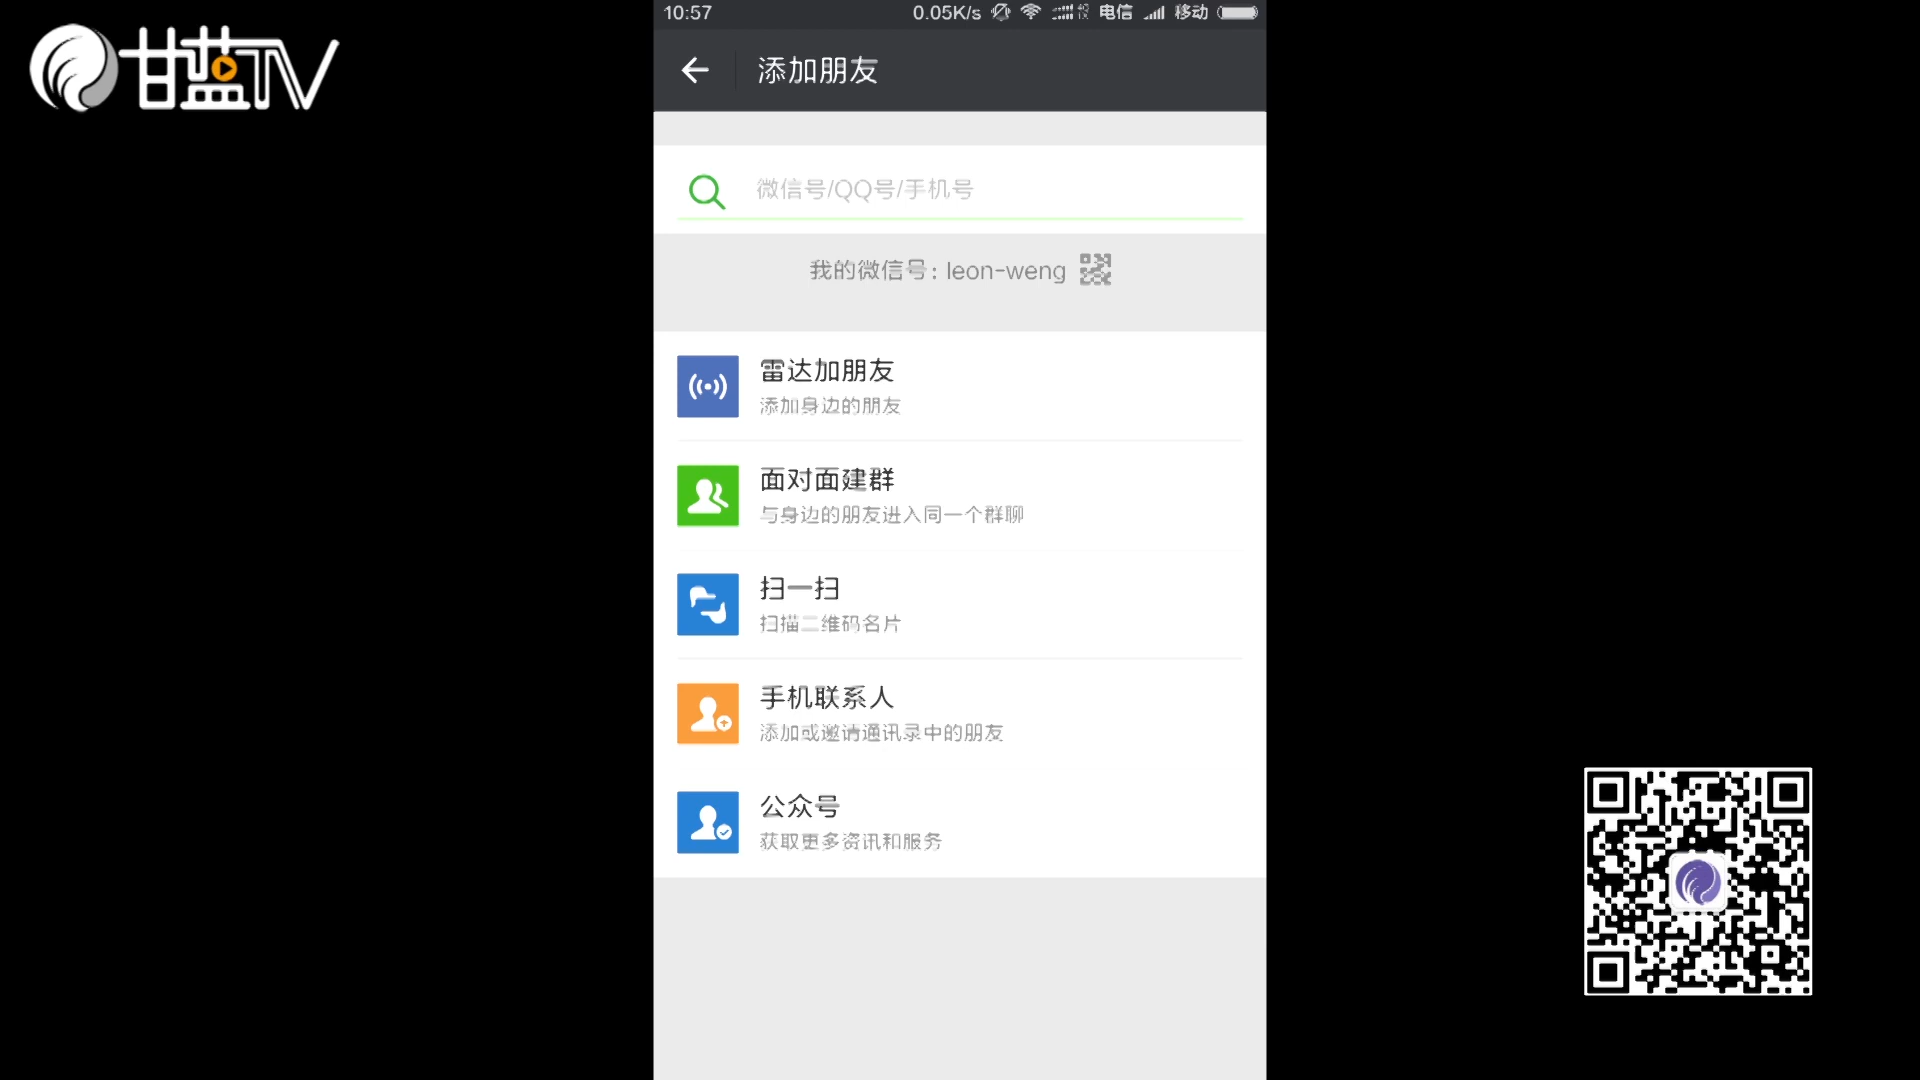 甘蓝TV
10:57
0.05K/s 电信 移动
添加朋友
微信号/QQ号/手机号
我的微信号: leon-weng
雷达加朋友
添加身边的朋友
面对面建群
与身边的朋友进入同一个群聊
扫一扫
扫描二维码名片
手机联系人
添加或邀请通讯录中的朋友
公众号
获取更多资讯和服务